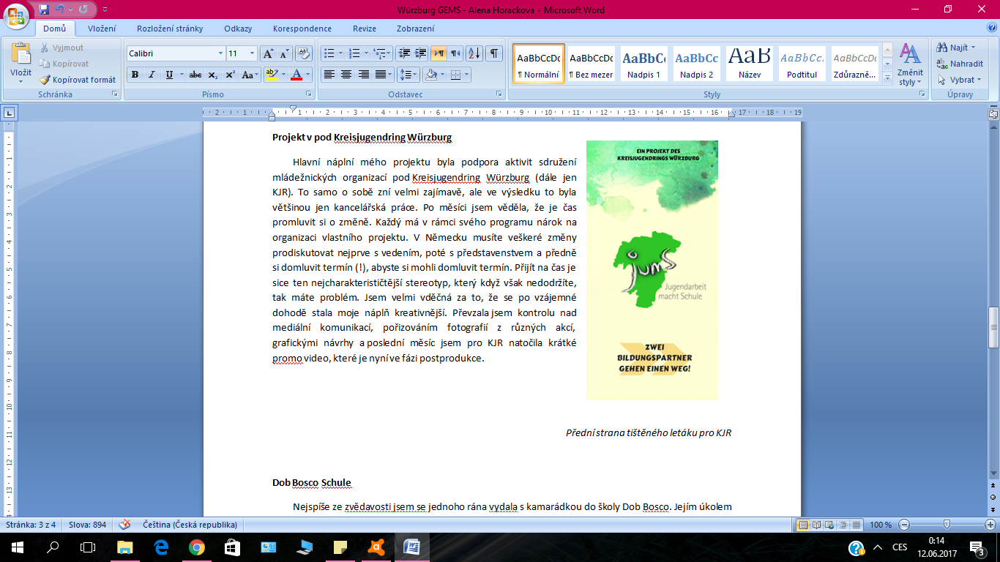 Würzburg GEMS - Alena Horackova - Microsoft Word
Domů Vložení Rozložení stránky Odkazy Korespondence Revize Zobrazení
Vložit
Vyjmout
Kopírovat
Kopírovat formát
Schránka
Calibri 11
Písmo
Odstavec
AaBbCcDc AaBbCcDc AaBbCc AaBbCc AaB AaBbCc. AaBbCcDc
¶ Normální ¶ Bez mezer Nadpis 1 Nadpis 2 Název Podtitul Zdůrazně...
Změnit styly
Styly
Najít
Nahradit
Vybrat
Úpravy
Projekt v pod Kreisjugendring Würzburg
Hlavní náplní mého projektu byla podpora aktivit sdružení
mládežnických organizací pod Kreisjugendring Würzburg (dále jen
KJR). To samo o sobě zní velmi zajímavě, ale ve výsledku to byla
většinou jen kancelářská práce. Po měsíci jsem věděla, že je čas
promluvit si o změně. Každý má v rámci svého programu nárok na
organizaci vlastního projektu. V Německu musíte veškeré změny
prodiskutovat nejprve s vedením, poté s představenstvem a předně
si domluvit termín (!), abyste si mohli domluvit termín. Přijít na čas je
sice ten nejcharakterističtější stereotyp, který když však nedodržíte,
tak máte problém. Jsem velmi vděčná za to, že se po vzájemné
dohodě stala moje náplň kreativnější. Převzala jsem kontrolu nad
mediální komunikací, pořizováním fotografií z různých akcí,
grafickými návrhy a poslední měsíc jsem pro KJR natočila krátké
promo video, které je nyní ve fázi postprodukce.
EIN PROJEKT DES
KREISJUGENDRINGS WÜRZBURG
jumS
Jugendarbeit
macht Schule
ZWEI
BILDUNGSPARTNER
GEHEN EINEN WEG!
Přední strana tištěného letáku pro KJR
Dob Bosco Schule
Nejspíše ze zvědavosti jsem se jednoho rána vydala s kamarádkou do školy Dob Bosco. Jejím úkolem
Stránka: 3 z 4 Slova: 894 Čeština (Česká republika) 100 %
CES
0:14
12.06.2017
3